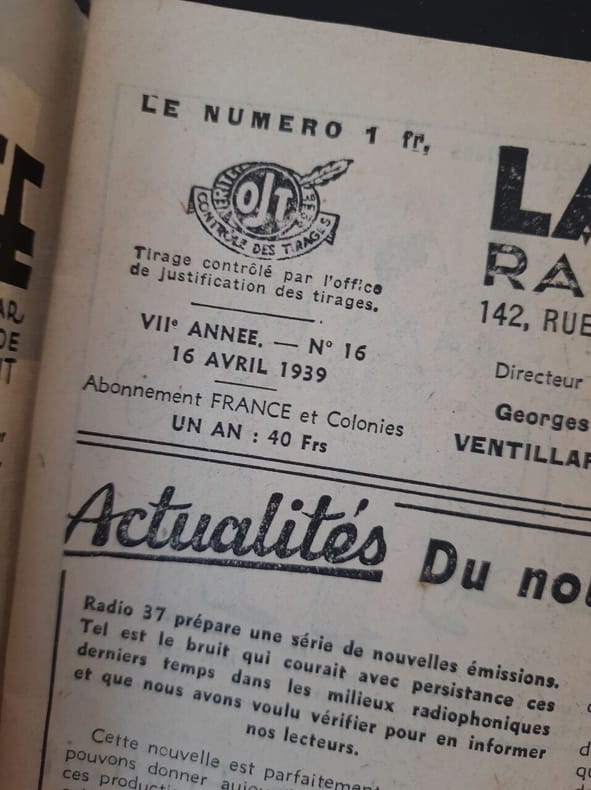 LE NUMERO 1 fr,
OJT
CONTRÔLE DES TIRAGES
Tirage contrôlé par l'office
de justification des tirages.
VIIᵉ ANNEE. — N° 16
16 AVRIL 1939
Abonnement FRANCE et Colonies
UN AN : 40 Frs
142, RUE
Directeur
Georges
Actualités
Du
Radio 37 prépare une série de nouvelles émissions.
Tel est le bruit qui courait avec persistance ces
derniers temps dans les milieux radiophoniques
et que nous avons voulu vérifier pour en informer
nos lecteurs.
Cette nouvelle est parfaitement
pouvons donner
ces